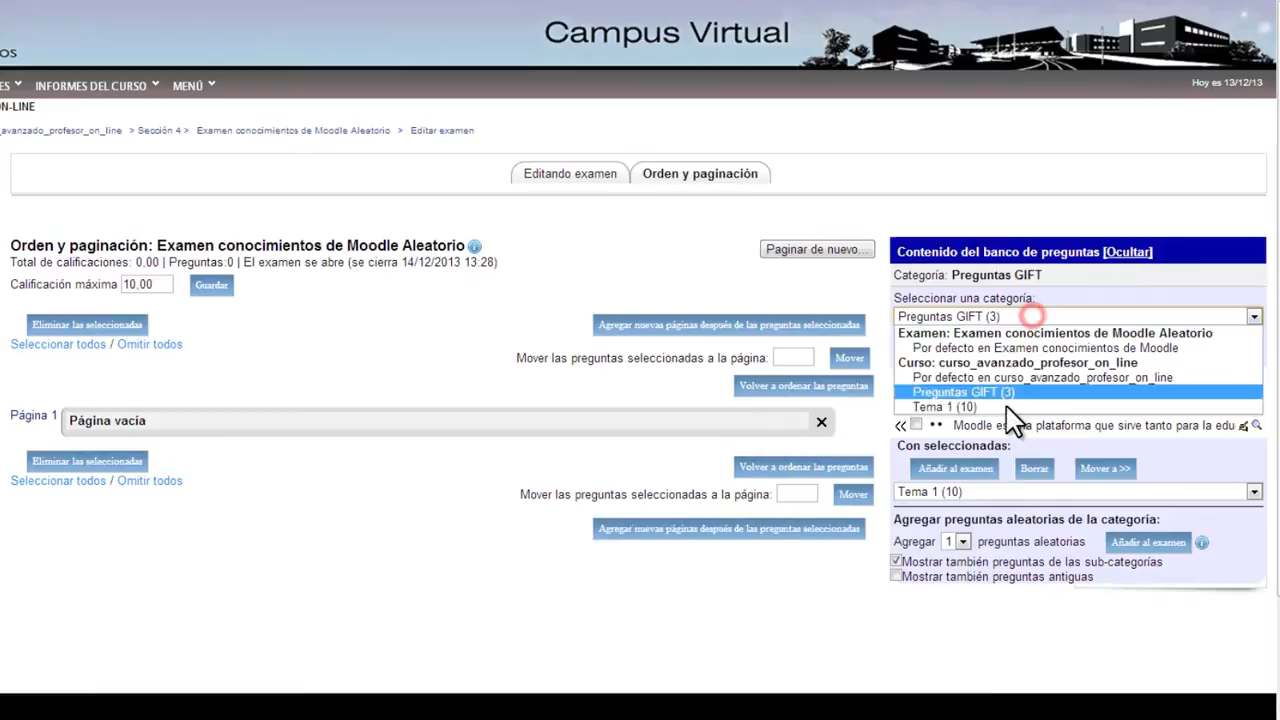 Campus Virtual
OS
ES INFORMES DEL CURSO MENÚ
Hoy es 13/12/13
N-LINE
_avanzado_profesor_on_line > Sección 4 > Examen conocimientos de Moodle Aleatorio > Editar examen
Editando examen
Orden y paginación
Orden y paginación: Examen conocimientos de Moodle Aleatorio
Total de calificaciones: 0,00 | Preguntas:0 | El examen se abre (se cierra 14/12/2013 13:28)
Calificación máxima 10,00 Guardar
Paginar de nuevo...
Eliminar las seleccionadas
Seleccionar todos / Omitir todos
Agregar nuevas páginas después de las preguntas seleccionadas
Mover las preguntas seleccionadas a la página: Mover
Volver a ordenar las preguntas
Página 1 Página vacía
Eliminar las seleccionadas
Seleccionar todos / Omitir todos
Volver a ordenar las preguntas
Mover las preguntas seleccionadas a la página: Mover
Agregar nuevas páginas después de las preguntas seleccionadas
Contenido del banco de preguntas [Ocultar]
Categoría: Preguntas GIFT
Seleccionar una categoría:
Preguntas GIFT (3)
Examen: Examen conocimientos de Moodle Aleatorio
Por defecto en Examen conocimientos de Moodle
Curso: curso_avanzado_profesor_on_line
Por defecto en curso_avanzado_profesor_on_line
Preguntas GIFT (3)
Tema 1 (10)
Moodle es plataforma que sirve tanto para la edu
Con seleccionadas:
Añadir al examen Borrar Mover a >>
Tema 1 (10)
Agregar preguntas aleatorias de la categoría:
Agregar 1 preguntas aleatorias Añadir al examen
Mostrar también preguntas de las sub-categorías
Mostrar también preguntas antiguas